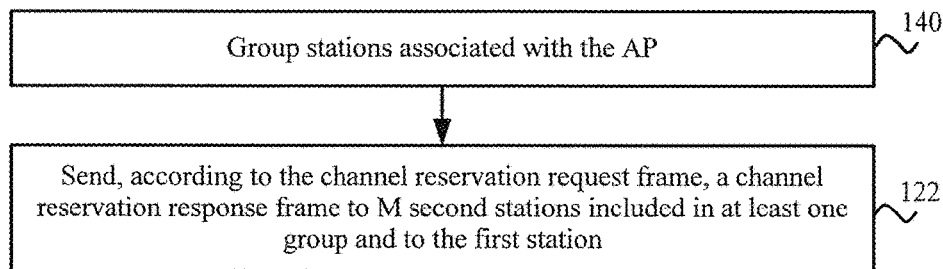 140
Group stations associated with the AP
Send, according to the channel reservation request frame, a channel
reservation response frame to M second stations included in at least one
group and to the first station
122